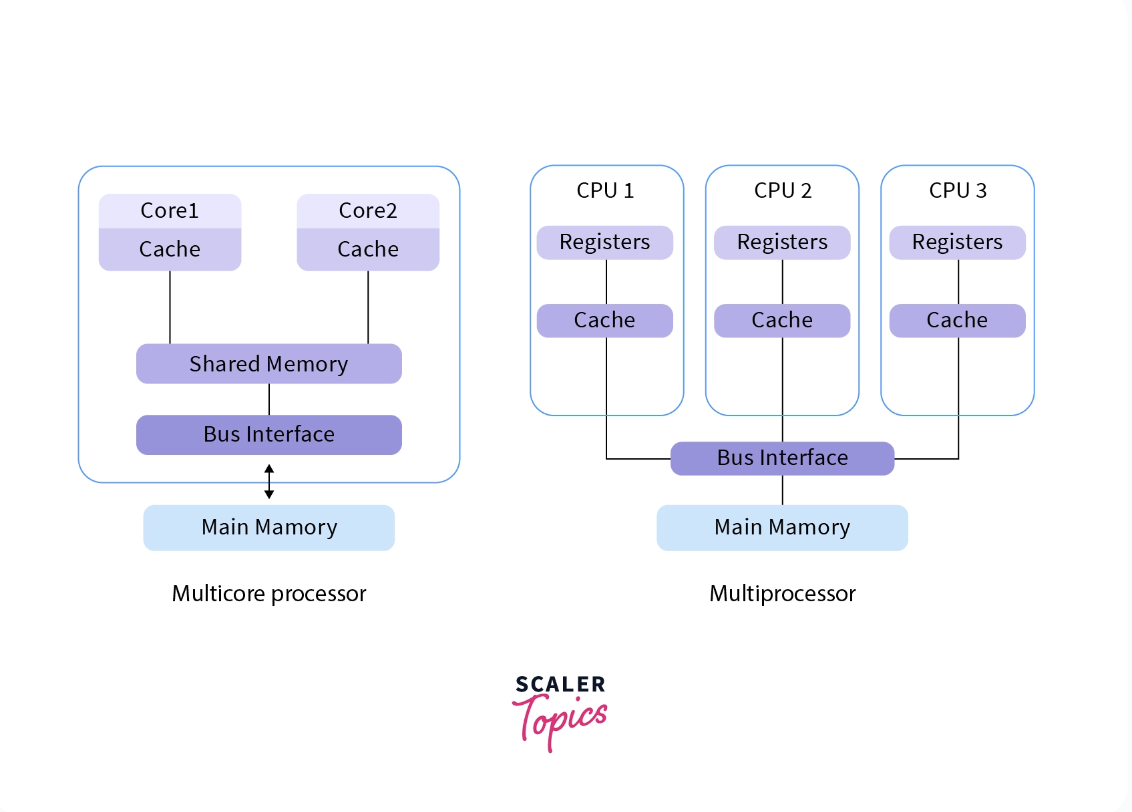 Core1
Cache
Core2
Cache
Shared Memory
Bus Interface
Main Mamory
Multicore processor
CPU 1
Registers
Cache
CPU 2
Registers
Cache
CPU 3
Registers
Cache
Bus Interface
Main Mamory
Multiprocessor
SCALER
Topics